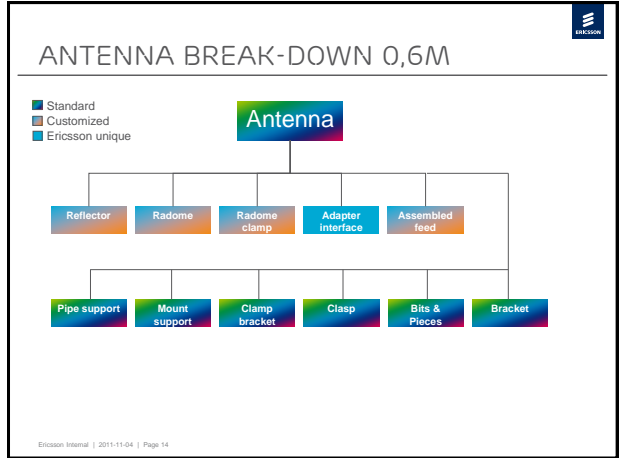 ERICSSON
ANTENNA BREAK-DOWN 0,6M
Standard
Customized
Ericsson unique
Antenna
Reflector
Radome
Radome
clamp
Adapter
interface
Assembled
feed
Pipe support
Mount
support
Clamp
bracket
Clasp
Bits &
Pieces
Bracket
Ericsson Internal | 2011-11-04 | Page 14